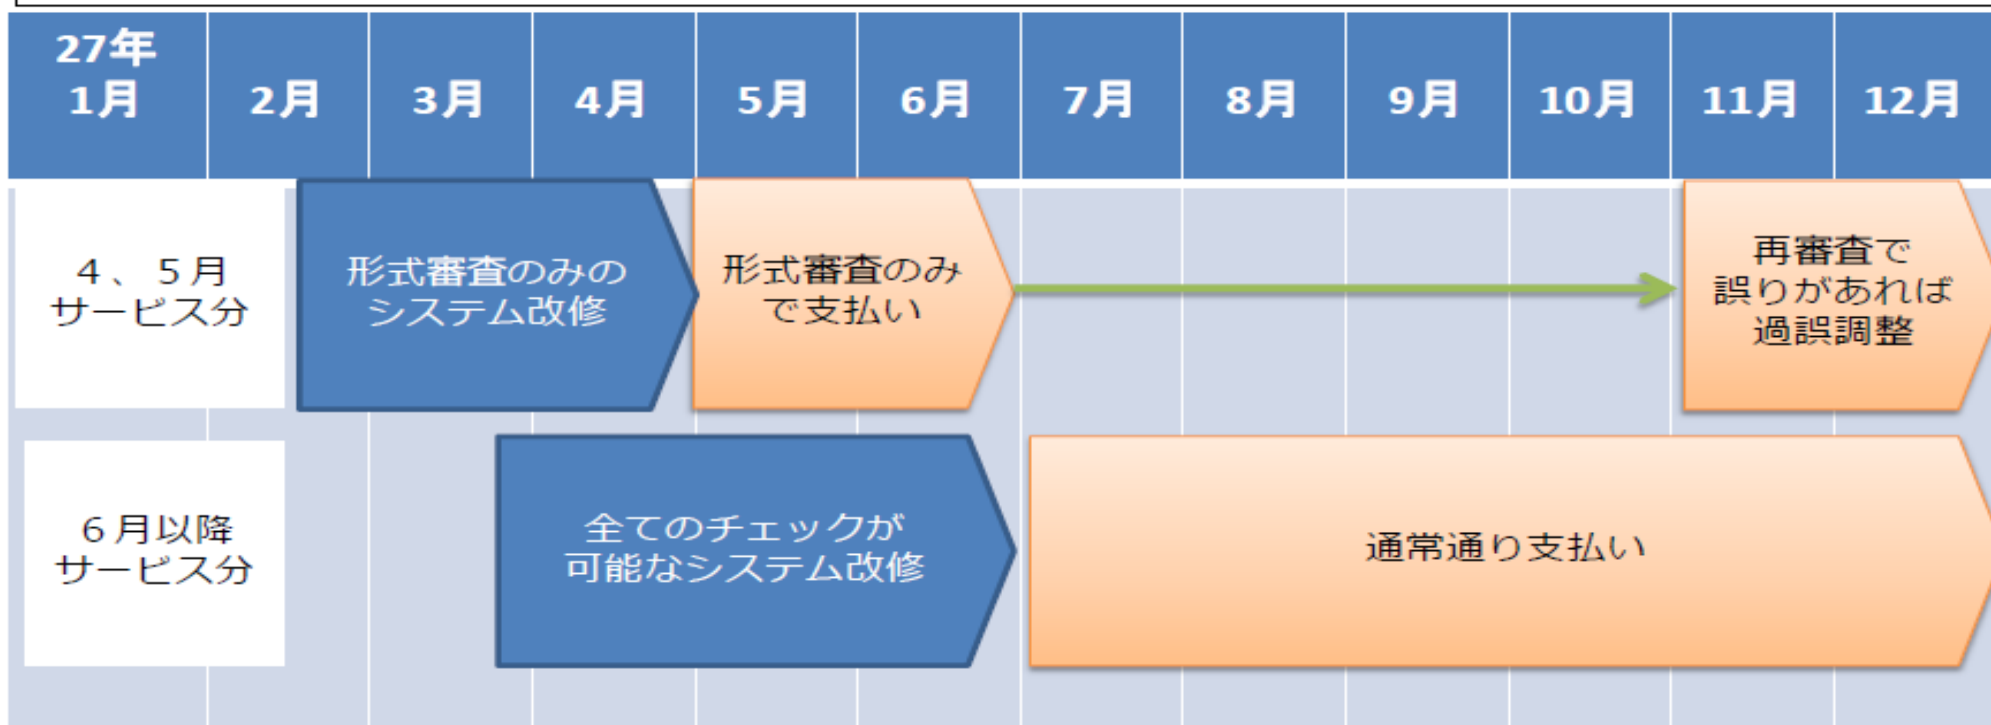 27年
1月
2月
3月
4月
5月
6月
7月
8月
9月
10月
11月
12月
４、５月
サービス分
形式審査のみの
システム改修
形式審査のみ
で支払い
再審査で
誤りがあれば
過誤調整
６月以降
サービス分
全てのチェックが
可能なシステム改修
通常通り支払い